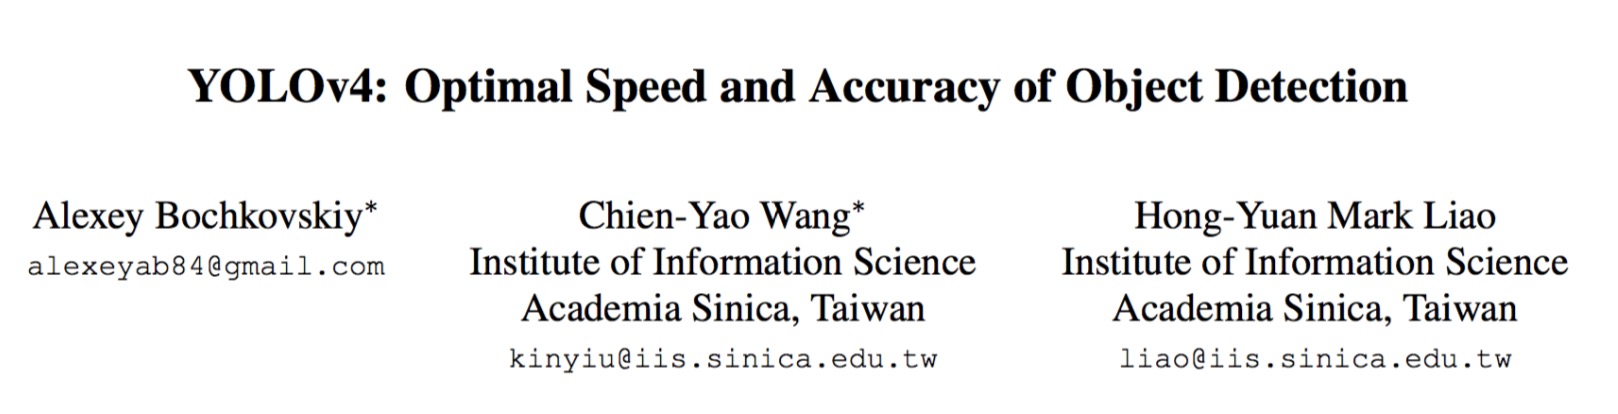 YOLOv4: Optimal Speed and Accuracy of Object Detection
Alexey Bochkovskiy*
alexeyab84@gmail.com
Chien-Yao Wang*
Institute of Information Science
Academia Sinica, Taiwan
kinyiu@iis.sinica.edu.tw
Hong-Yuan Mark Liao
Institute of Information Science
Academia Sinica, Taiwan
liao@iis.sinica.edu.tw